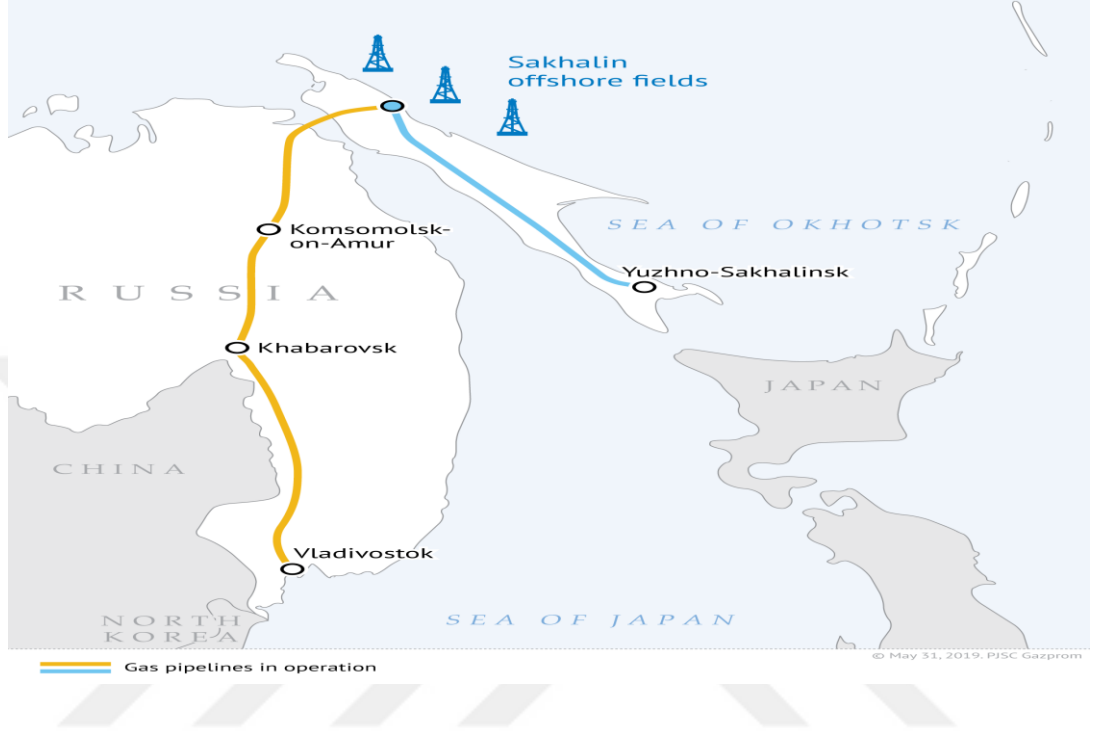 Sakhalin
offshore fields
SEA OF OKHOTSK
Komsomolsk-
on-Amur
Yuzhno-Sakhalinsk
RUSSIA
Khabarovsk
JAPAN
CHINA
Vladivostok
NORTH
KOREA
SEA OF JAPAN
© May 31, 2019. PJSC Gazprom
Gas pipelines in operation